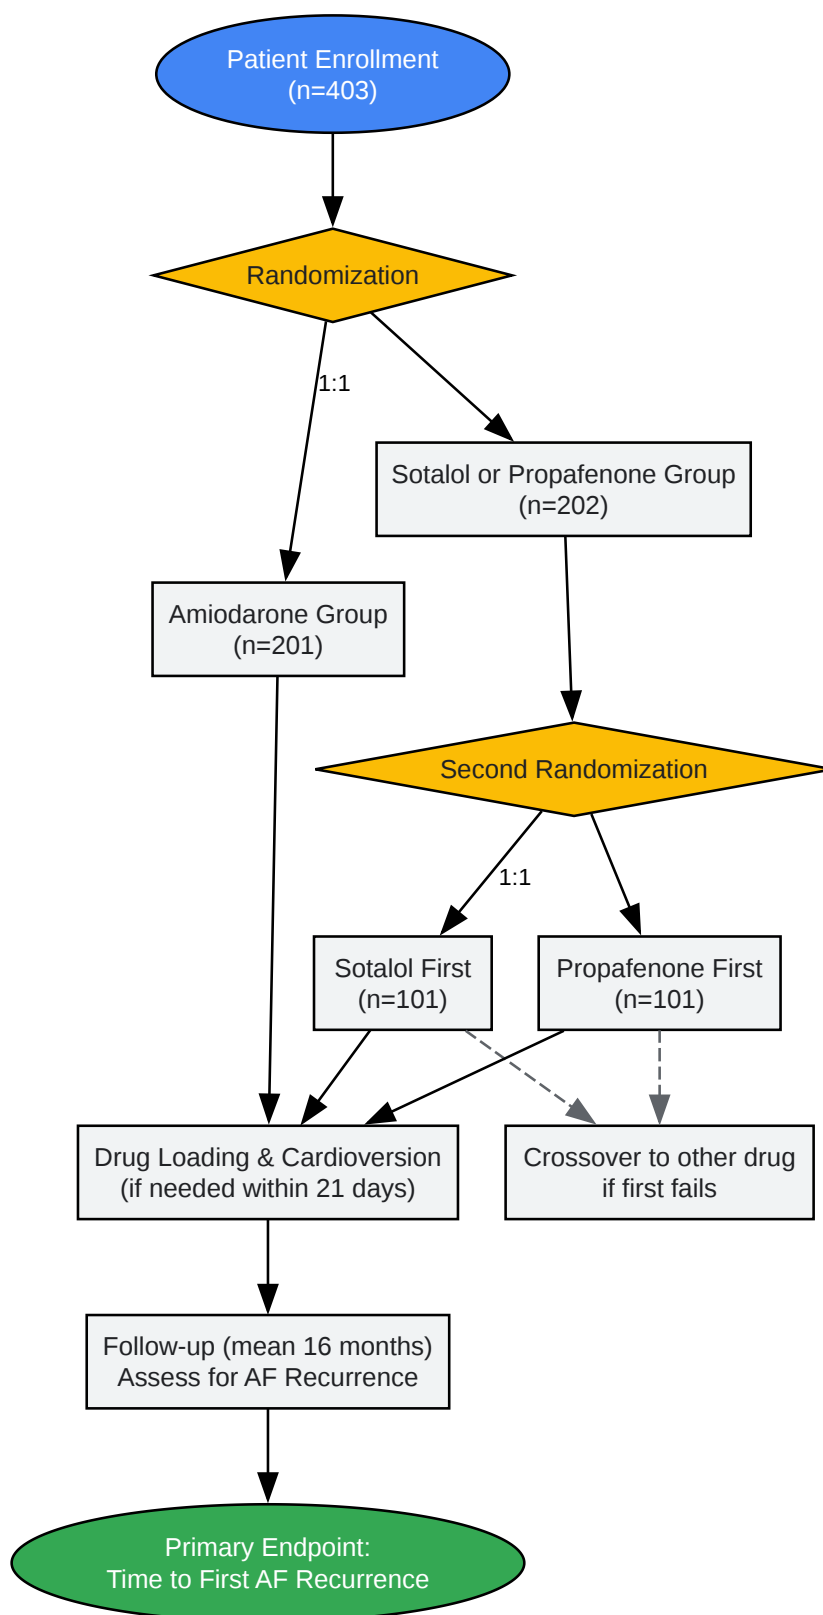 Patient Enrollment
(n=403)
Randomization
1:1
Sotalol or Propafenone Group
(n=202)
Amiodarone Group
(n=201)
Second Randomization
1:1
Sotalol First
(n=101)
Propafenone First
(n=101)
Drug Loading & Cardioversion
(if needed within 21 days)
Crossover to other drug
if first fails
Follow-up (mean 16 months)
Assess for AF Recurrence
Primary Endpoint:
Time to First AF Recurrence